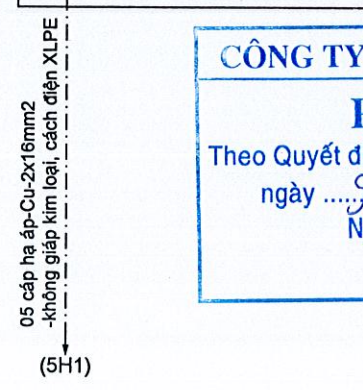 05 cáp hạ áp-Cu-2x16mm2
-không giáp kim loại, cách điện XLPE
(5H1)
CÔNG TY
Theo Quyết đ
ngày ......
N